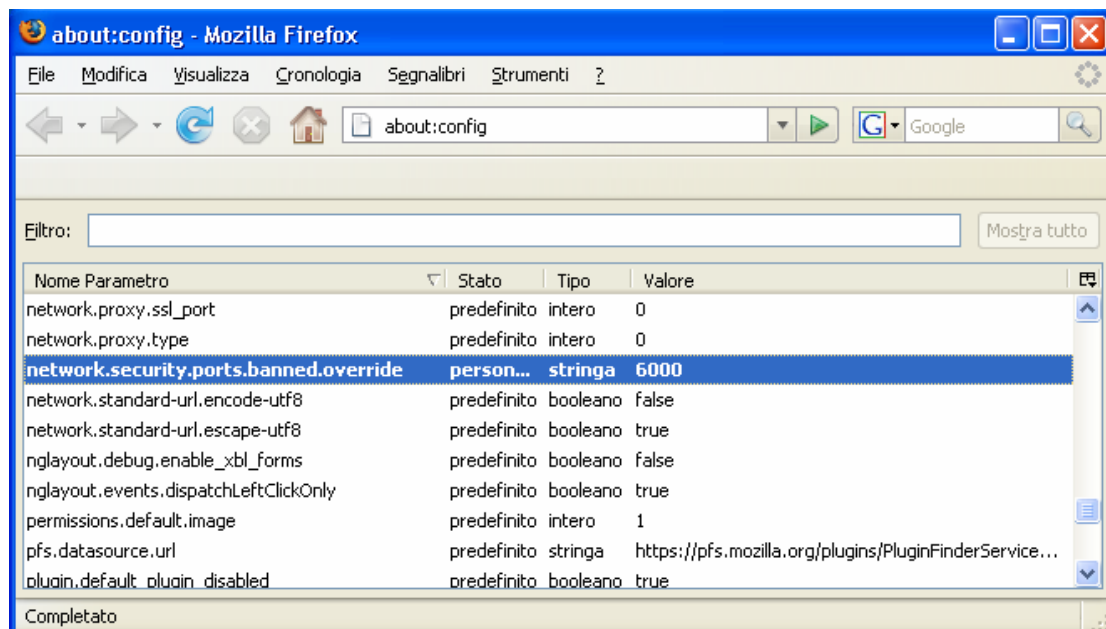 about:config - Mozilla Firefox
File Modifica Visualizza Cronologia Segnalibri Strumenti ?
about:config G Google
Filtro: Mostra tutto
Nome Parametro Stato Tipo Valore
network.proxy.ssl_port predefinito intero 0
network.proxy.type predefinito intero 0
network.security.ports.banned.override person... stringa 6000
network.standard-url.encode-utf8 predefinito booleano false
network.standard-url.escape-utf8 predefinito booleano true
nglayout.debug.enable_xbl_forms predefinito booleano false
nglayout.events.dispatchLeftClickOnly predefinito booleano true
permissions.default.image predefinito intero 1
pfs.datasource.url predefinito stringa https://pfs.mozilla.org/plugins/PluginFinderService...
plugin.default_plugin_disabled predefinito booleano true
Completato